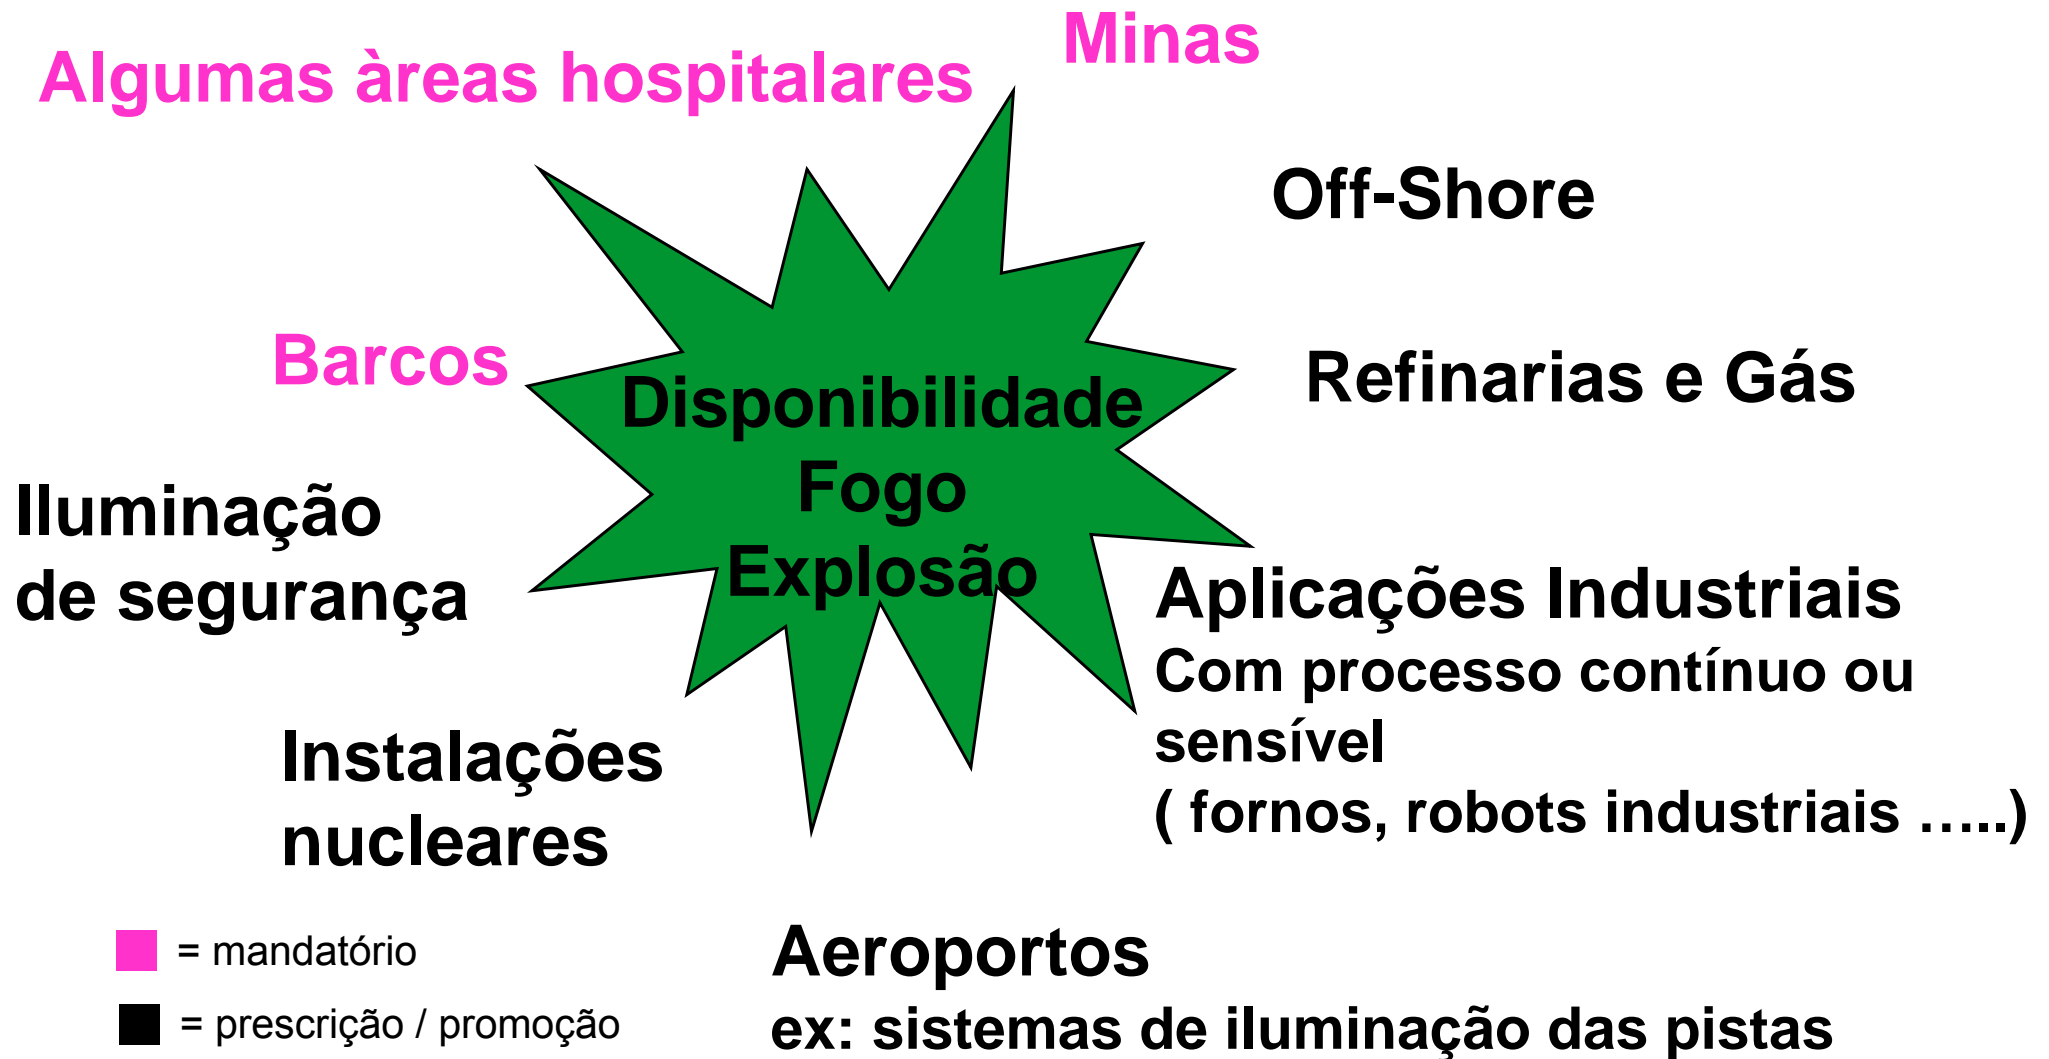 Minas
Algumas àreas hospitalares
Off-Shore
Barcos
Refinarias e Gás
Disponibilidade
Fogo
Explosão
Iluminação
de segurança
Aplicações Industriais
Com processo contínuo ou
sensível
( fornos, robots industriais …..)
Instalações
nucleares
= mandatório
= prescrição / promoção
Aeroportos
ex: sistemas de iluminação das pistas